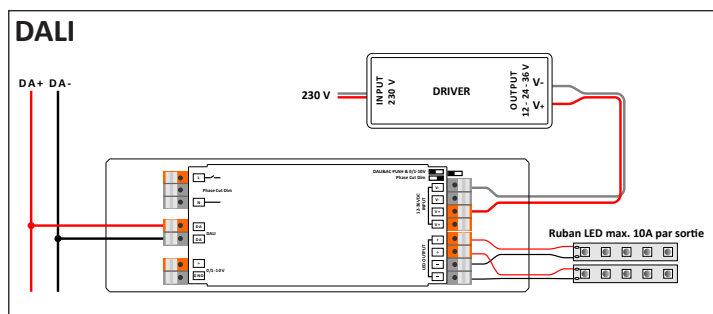 DALI
DA+ DA-
230 V
INPUT
230 V
DRIVER
OUTPUT
12 - 24 - 36 V
V-
V+
L
Phase Cut Dim
N
DA
DA
DALI
+
GND
0/1-10V
DALI&AC PUSH & 0/1-10V
Phase Cut Dim
12-36VDC
INPUT
V-
V-
V+
V+
LED OUTPUT
+
+
-
-
Ruban LED max. 10A par sortie